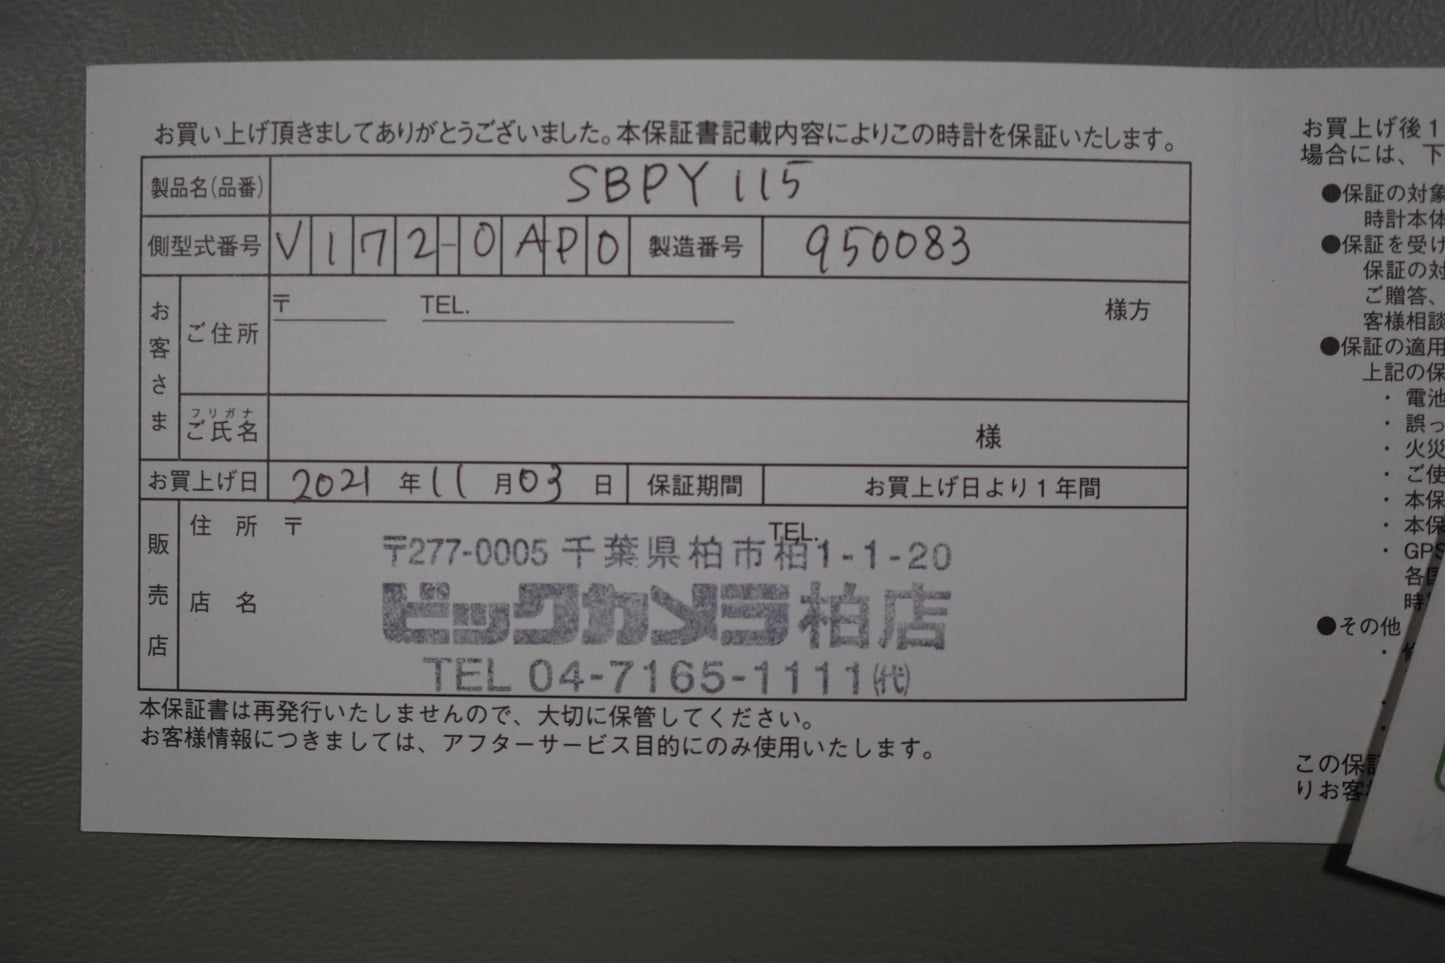 お買い上げ頂きましてありがとうございました。本保証書記載内容によりこの時計を保証いたします。
製品名(品番) SBPY115
側型式番号 V172-0AP0 製造番号 950083
お客さま
ご住所 〒 TEL. 様方
フリガナ
ご氏名 様
お買上げ日 2021年11月03日 保証期間 お買上げ日より1年間
販売店
住所 〒 TEL.
〒277-0005 千葉県柏市柏1-1-20
店名 ビックカメラ柏店
TEL 04-7165-1111㈹
本保証書は再発行いたしませんので、大切に保管してください。
お客様情報につきましては、アフターサービス目的にのみ使用いたします。
お買上げ後1
場合には、下
●保証の対象
時計本体
●保証を受け
保証の対
ご贈答、
客様相談
●保証の適用
上記の保
・電池
・誤っ
・火災
・ご使
・本保
・本保
・GPS
各国
時
●その他
この保証
りお客